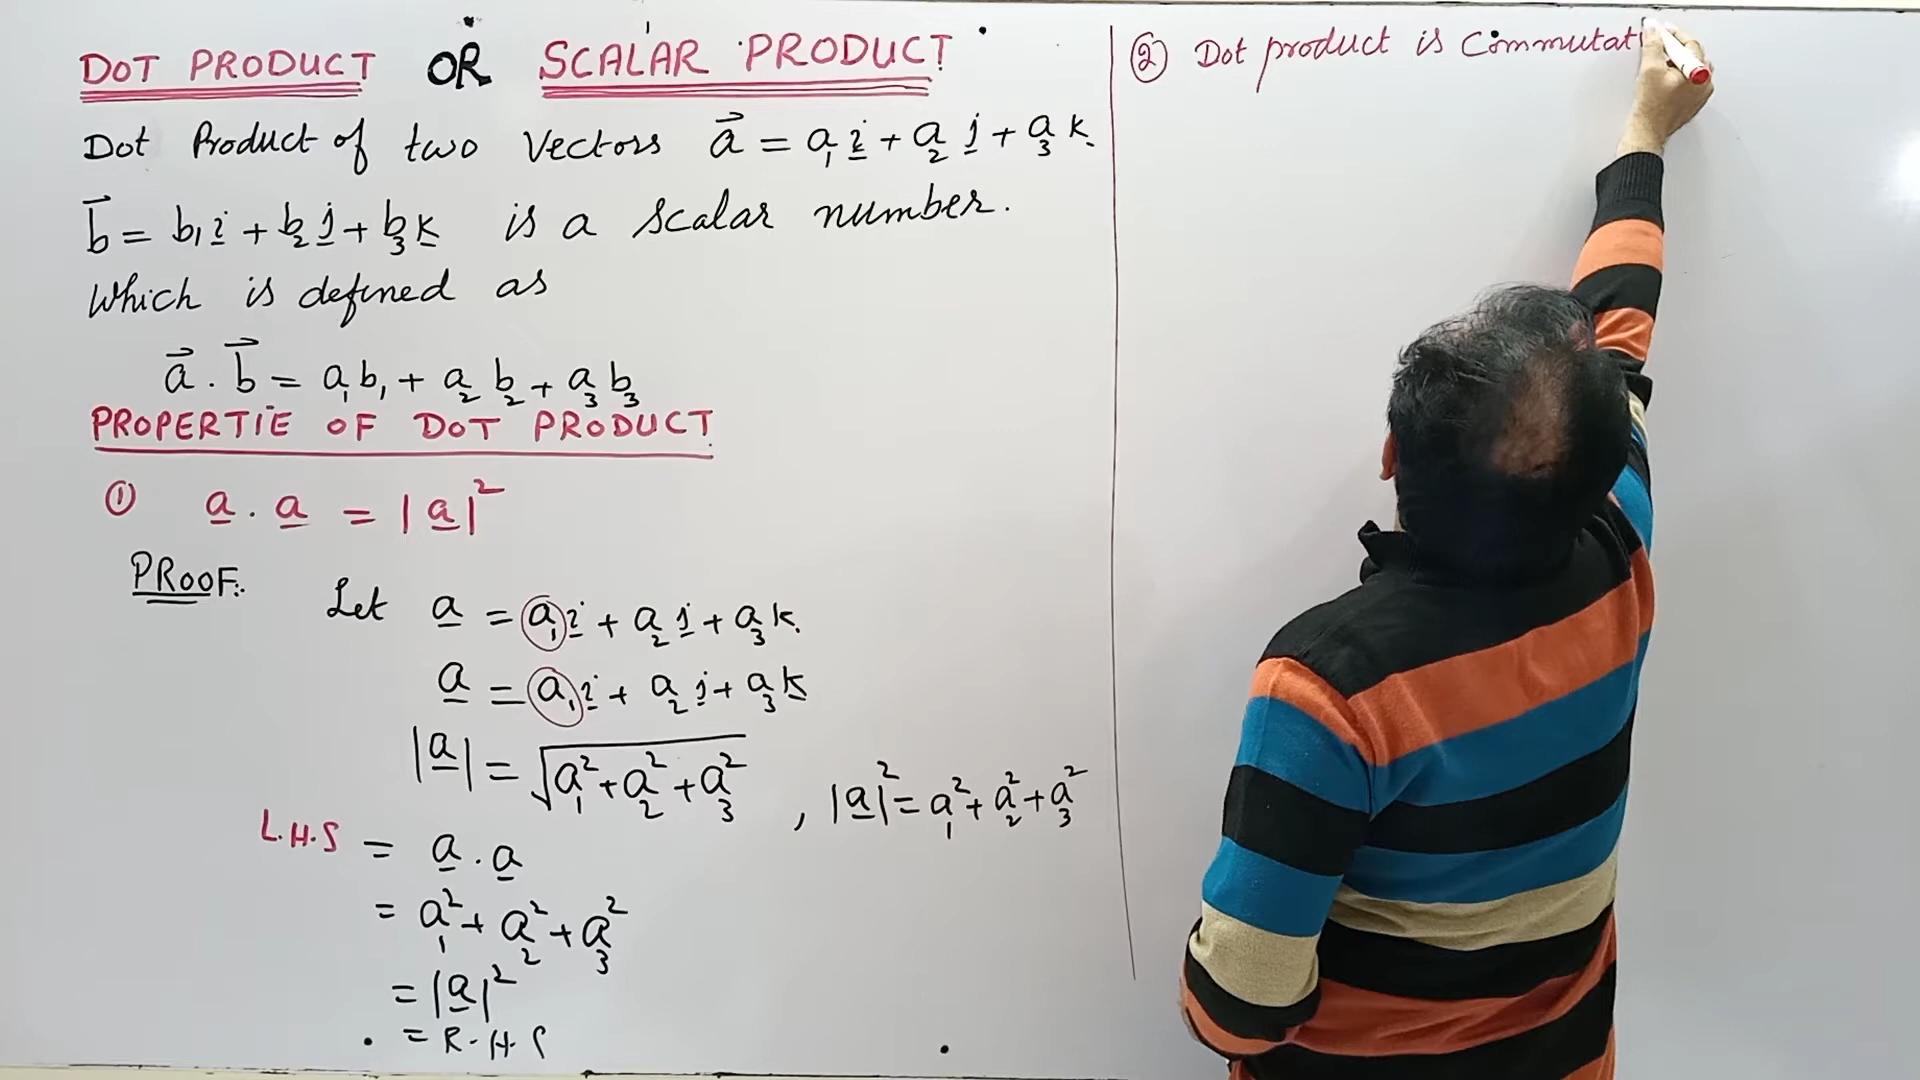 DOT PRODUCT OR SCALAR PRODUCT
Dot Product of two Vectors a⃗ = a₁i + a₂j + a₃k.
b⃗ = b₁i + b₂j + b₃k is a scalar number.
Which is defined as
a⃗ . b⃗ = a₁b₁ + a₂b₂ + a₃b₃
PROPERTIE OF DOT PRODUCT
① a . a = |a|²
PROOF:
Let a = a₁i + a₂j + a₃k.
a = a₁i + a₂j + a₃k
|a| = √(a₁² + a₂² + a₃²) , |a|² = a₁² + a₂² + a₃²
L.H.S = a . a
= a₁² + a₂² + a₃²
= |a|²
= R.H.S
② Dot product is Commutati